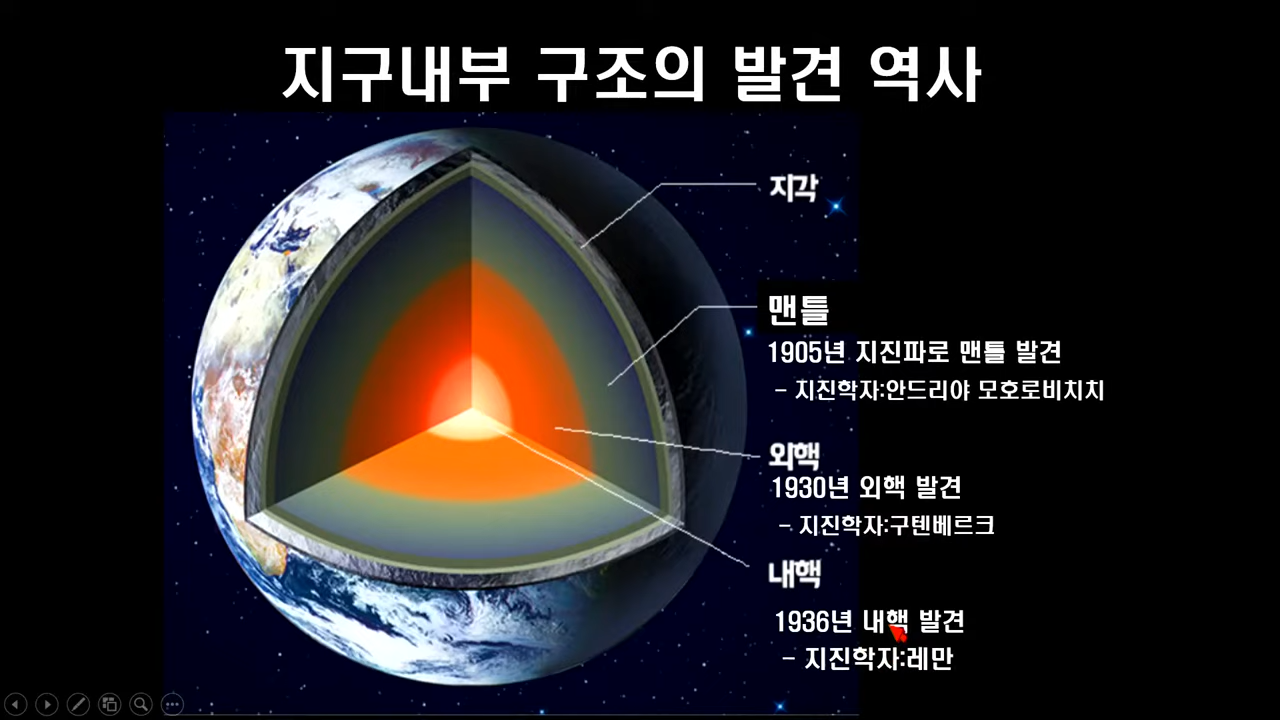 지구내부 구조의 발견 역사
지각
맨틀
1905년 지진파로 맨틀 발견
- 지진학자:안드리야 모호로비치치
외핵
1930년 외핵 발견
- 지진학자:구텐베르크
내핵
1936년 내핵 발견
- 지진학자:레만